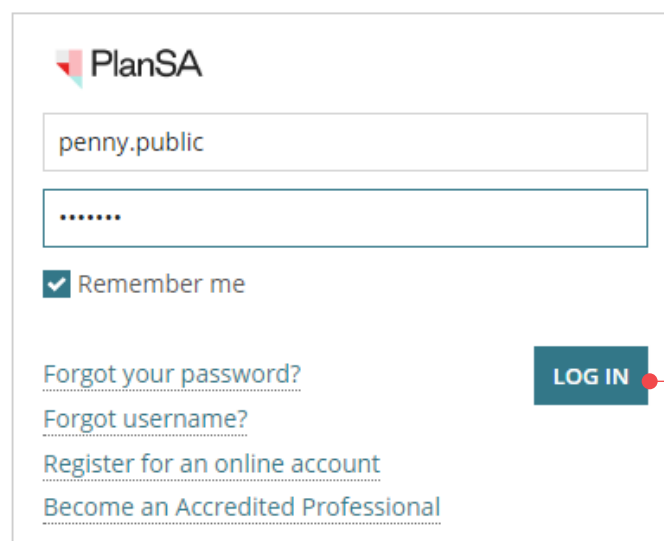 PlanSA
penny.public
•••••••
Remember me
Forgot your password?
LOG IN
Forgot username?
Register for an online account
Become an Accredited Professional